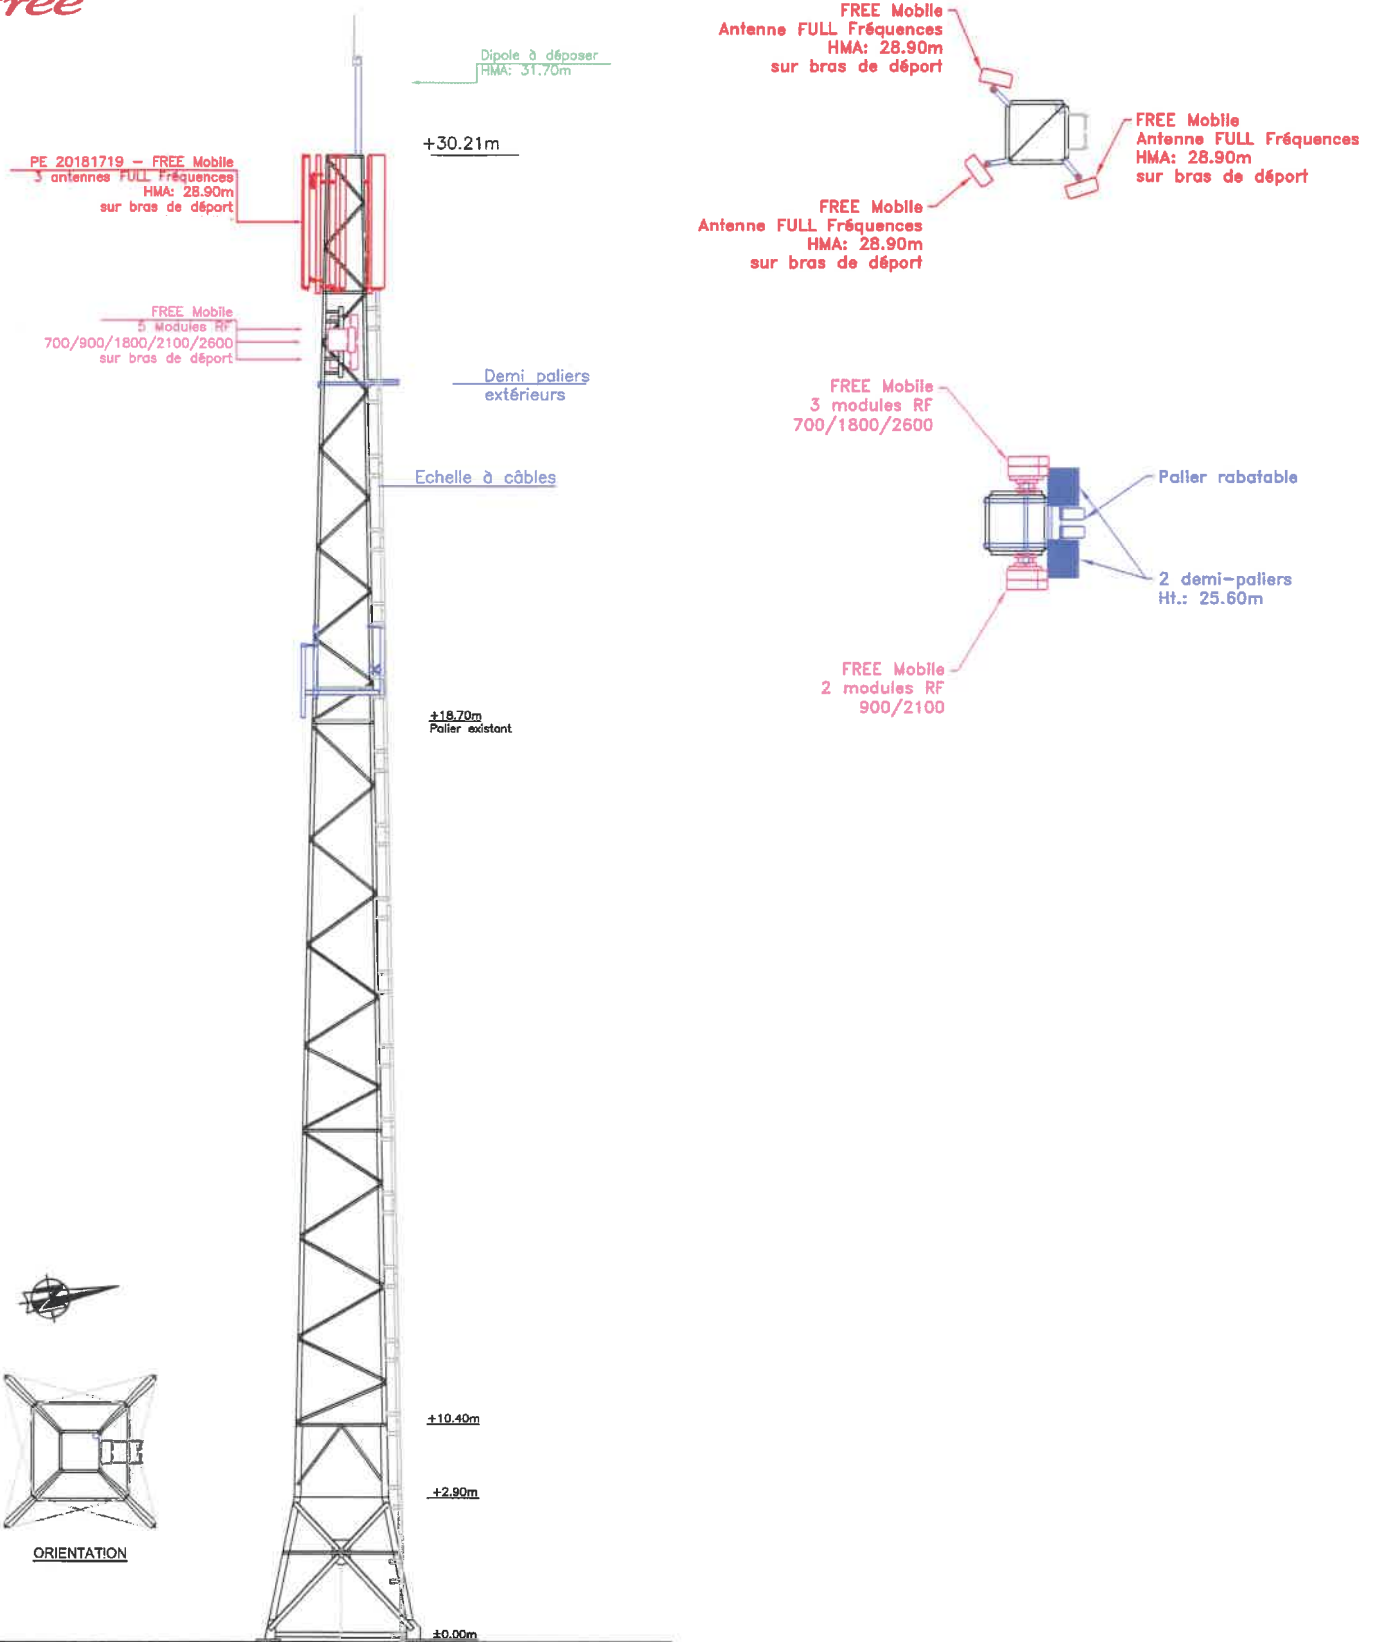 free
Dipole à déposer
HMA: 31.70m
+30.21m
PE 20181719 – FREE Mobile
3 antennes FULL Fréquences
HMA: 28.90m
sur bras de déport
FREE Mobile
5 Modules RF
700/900/1800/2100/2600
sur bras de déport
Demi paliers
extérieurs
Echelle à câbles
+18.70m
Palier existant
+10.40m
+2.90m
±0.00m
ORIENTATION
FREE Mobile
Antenne FULL Fréquences
HMA: 28.90m
sur bras de déport
FREE Mobile
Antenne FULL Fréquences
HMA: 28.90m
sur bras de déport
FREE Mobile
Antenne FULL Fréquences
HMA: 28.90m
sur bras de déport
FREE Mobile
3 modules RF
700/1800/2600
Palier rabatable
2 demi-paliers
Ht.: 25.60m
FREE Mobile
2 modules RF
900/2100